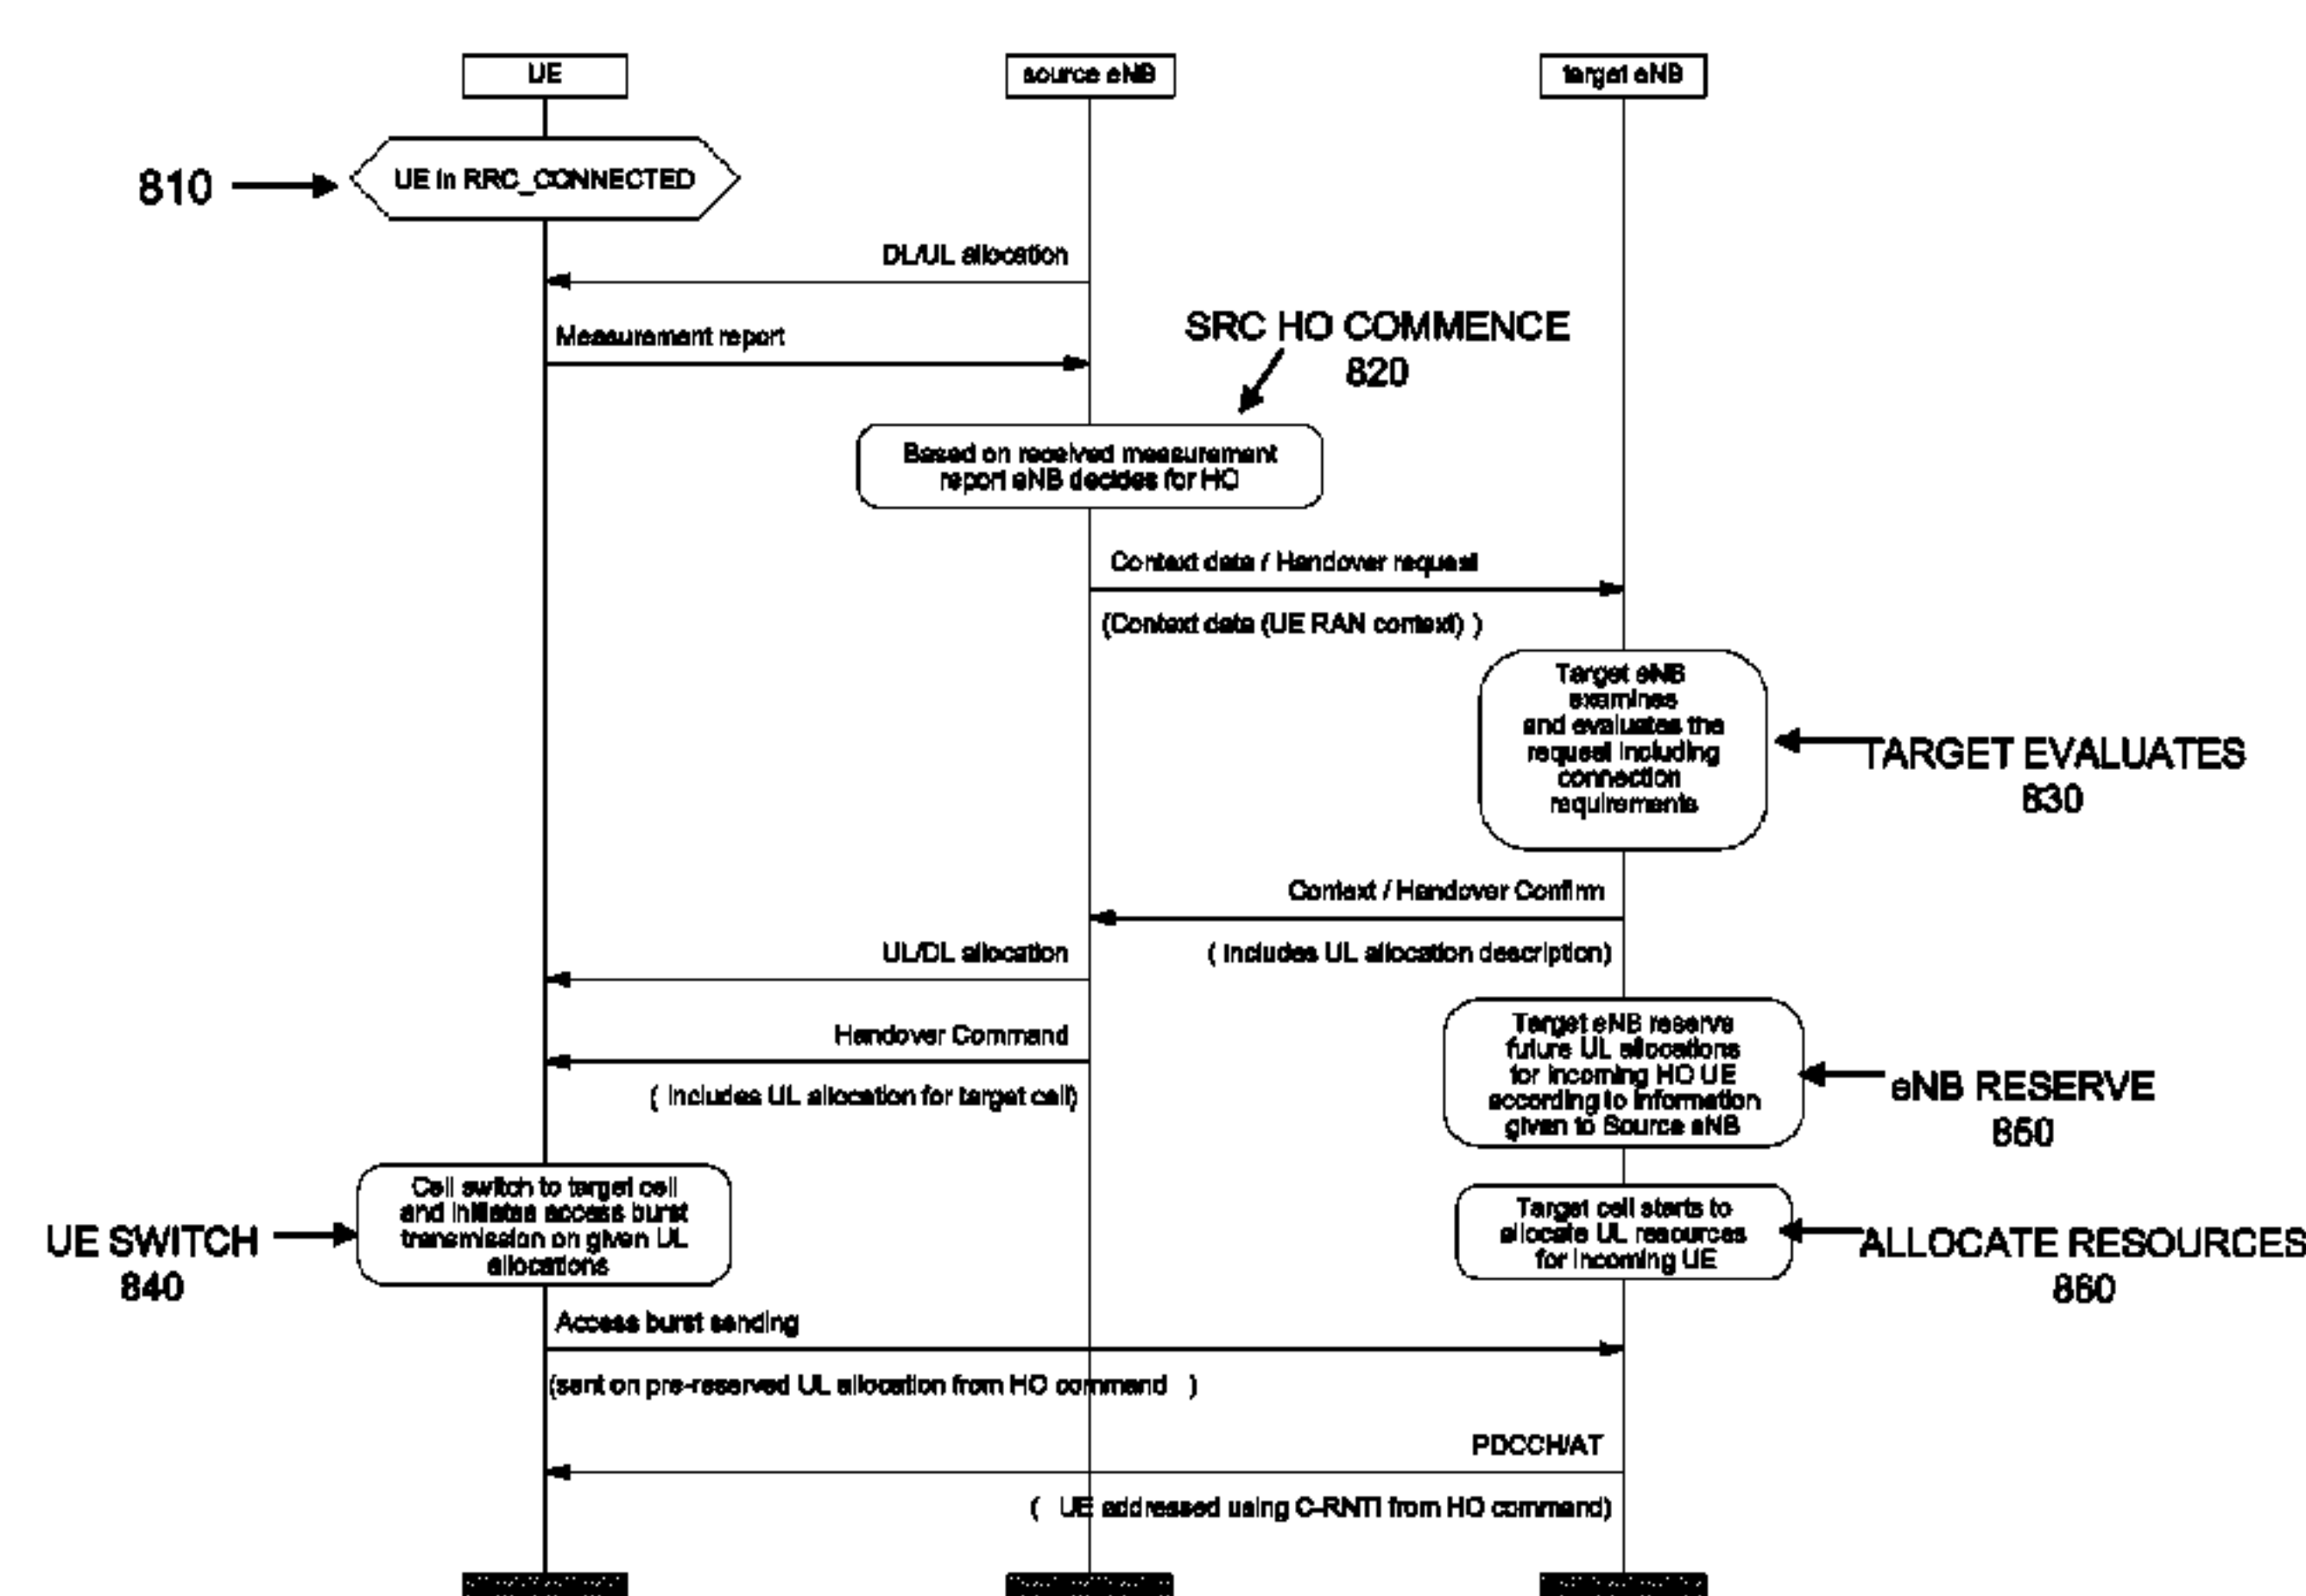 UE
source eNB
target eNB
810
UE in RRC_CONNECTED
DL/UL allocation
Measurement report
SRC HO COMMENCE
820
Based on received measurement
report eNB decides for HO
Context data / Handover request
(Context data (UE RAN context) )
Target eNB
examines
and evaluates the
request including
connection
requirements
TARGET EVALUATES
830
Context / Handover Confirm
( includes UL allocation description)
UL/DL allocation
Handover Command
( includes UL allocation for target cell)
Target eNB reserve
future UL allocations
for incoming HO UE
according to information
given to Source eNB
eNB RESERVE
850
Cell switch to target cell
and initiates access burst
transmission on given UL
allocations
UE SWITCH
840
Target cell starts to
allocate UL resources
for incoming UE
ALLOCATE RESOURCES
860
Access burst sending
(sent on pre-reserved UL allocation from HO command )
PDCCH/AT
( UE addressed using C-RNTI from HO command)